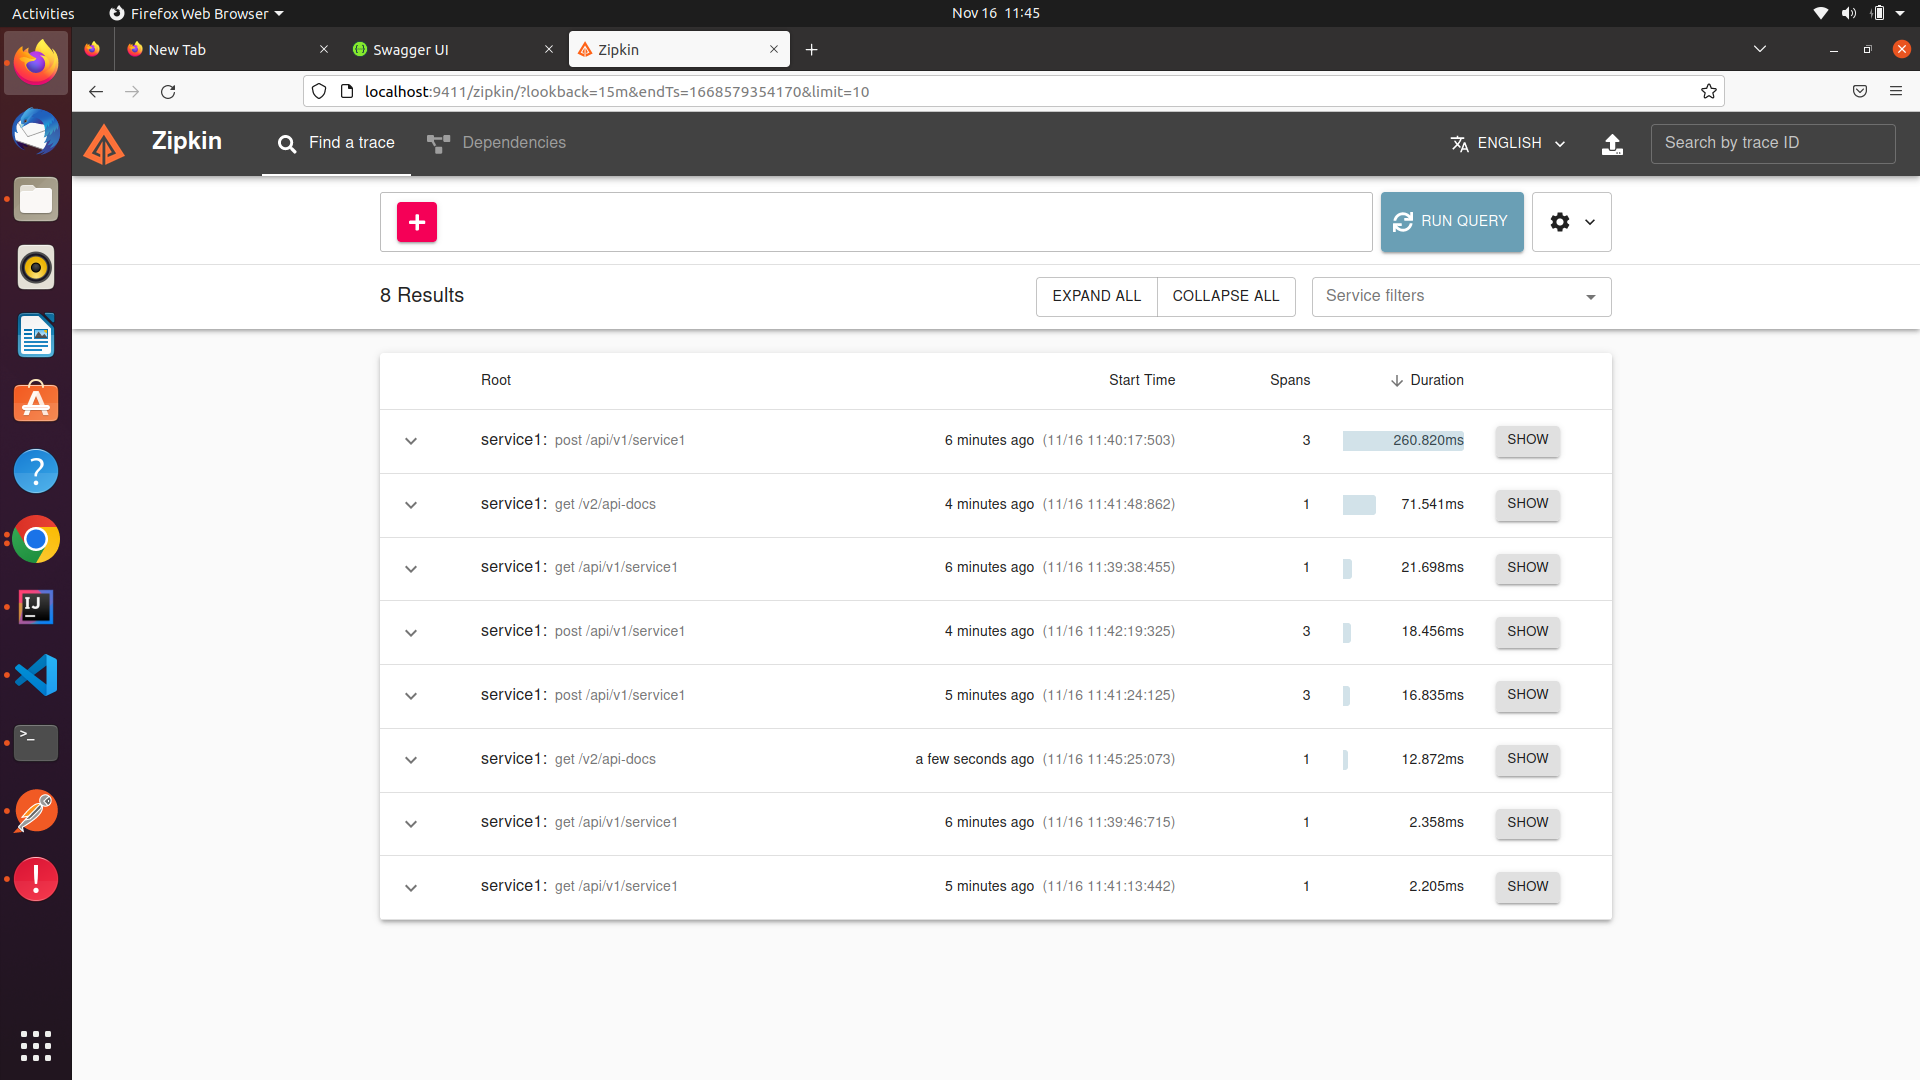 Activities Firefox Web Browser Nov 16 11:45
New Tab Swagger UI Zipkin
localhost:9411/zipkin/?lookback=15m&endTs=1668579354170&limit=10
Zipkin Find a trace Dependencies ENGLISH Search by trace ID
RUN QUERY
8 Results EXPAND ALL COLLAPSE ALL Service filters
Root Start Time Spans Duration
service1: post /api/v1/service1 6 minutes ago (11/16 11:40:17:503) 3 260.820ms SHOW
service1: get /v2/api-docs 4 minutes ago (11/16 11:41:48:862) 1 71.541ms SHOW
service1: get /api/v1/service1 6 minutes ago (11/16 11:39:38:455) 1 21.698ms SHOW
service1: post /api/v1/service1 4 minutes ago (11/16 11:42:19:325) 3 18.456ms SHOW
service1: post /api/v1/service1 5 minutes ago (11/16 11:41:24:125) 3 16.835ms SHOW
service1: get /v2/api-docs a few seconds ago (11/16 11:45:25:073) 1 12.872ms SHOW
service1: get /api/v1/service1 6 minutes ago (11/16 11:39:46:715) 1 2.358ms SHOW
service1: get /api/v1/service1 5 minutes ago (11/16 11:41:13:442) 1 2.205ms SHOW